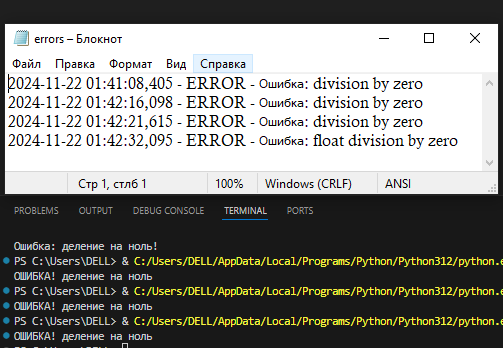 errors – Блокнот
Файл Правка Формат Вид Справка
2024-11-22 01:41:08,405 - ERROR - Ошибка: division by zero
2024-11-22 01:42:16,098 - ERROR - Ошибка: division by zero
2024-11-22 01:42:21,615 - ERROR - Ошибка: division by zero
2024-11-22 01:42:32,095 - ERROR - Ошибка: float division by zero
Стр 1, стлб 1 100% Windows (CRLF) ANSI
PROBLEMS OUTPUT DEBUG CONSOLE TERMINAL PORTS
Ошибка: деление на ноль!
PS C:\Users\DELL> & C:/Users/DELL/AppData/Local/Programs/Python/Python312/python.e
ОШИБКА! деление на ноль
PS C:\Users\DELL> & C:/Users/DELL/AppData/Local/Programs/Python/Python312/python.e
ОШИБКА! деление на ноль
PS C:\Users\DELL> & C:/Users/DELL/AppData/Local/Programs/Python/Python312/python.e
ОШИБКА! деление на ноль